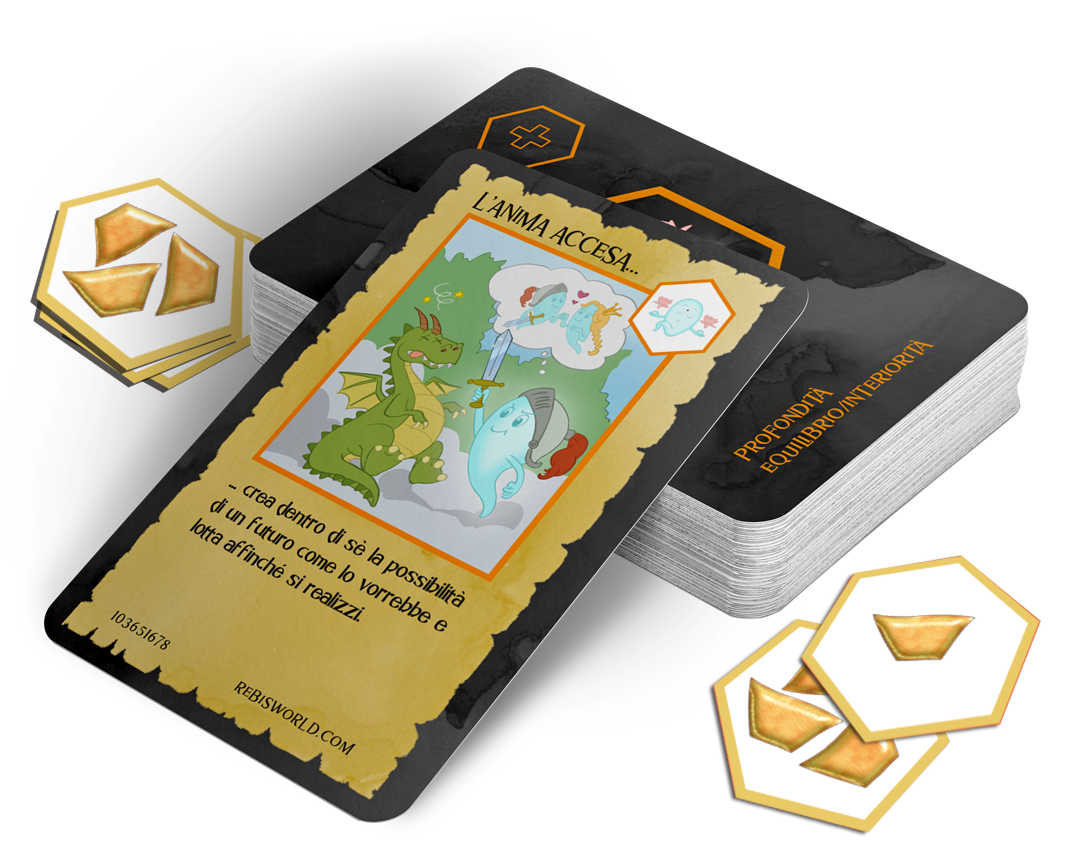 L'ANIMA ACCESA...
... crea dentro di sè la possibilità
di un futuro come lo vorrebbe e
lotta affinché si realizzi.
103651678
REBISWORLD.COM
PROFONDITÀ
EQUILIBRIO/INTERIORITÀ